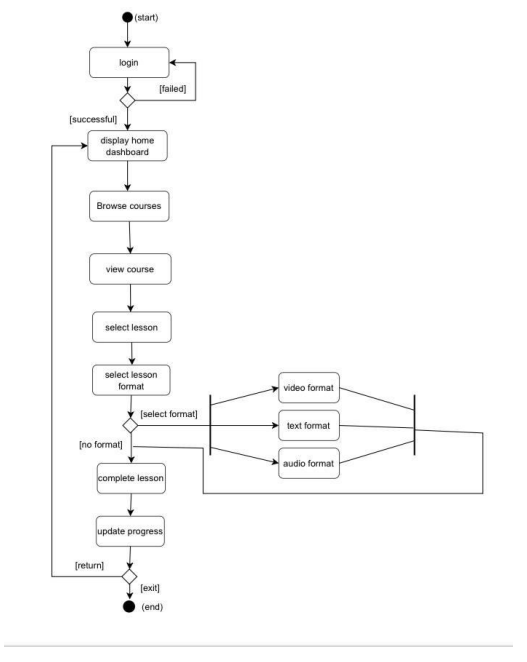 (start)
login
[failed]
[successful]
display home
dashboard
Browse courses
view course
select lesson
select lesson
format
video format
[select format]
text format
[no format]
audio format
complete lesson
update progress
[return]
[exit]
(end)